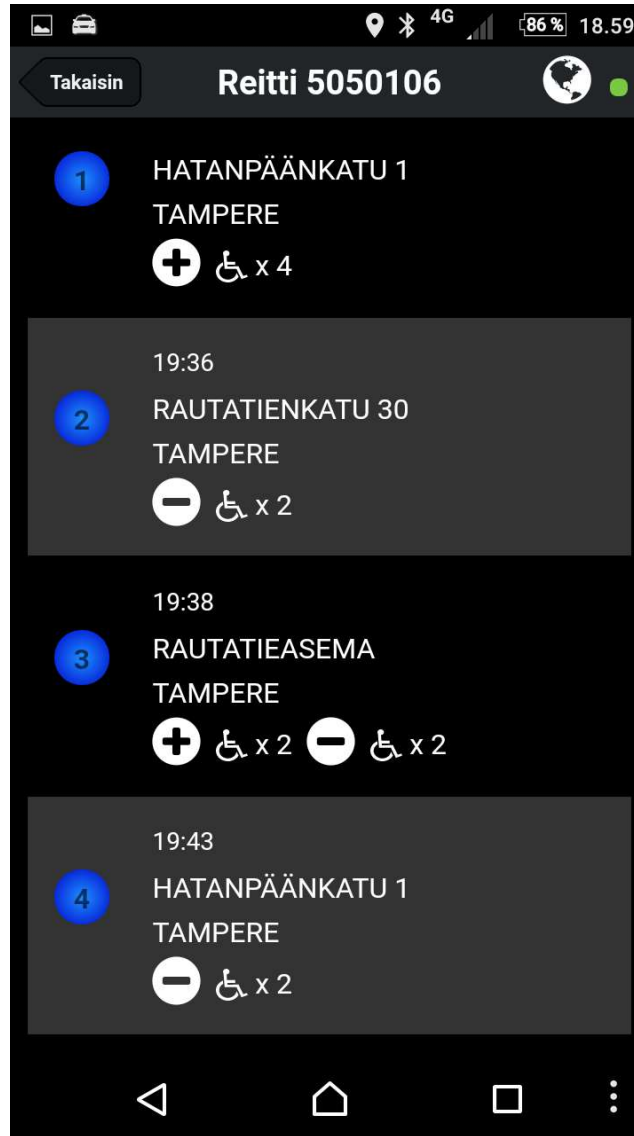 4G 86 % 18.59
Takaisin Reitti 5050106
1 HATANPÄÄNKATU 1
TAMPERE
x 4
19:36
2 RAUTATIENKATU 30
TAMPERE
x 2
19:38
3 RAUTATIEASEMA
TAMPERE
x 2 x 2
19:43
4 HATANPÄÄNKATU 1
TAMPERE
x 2